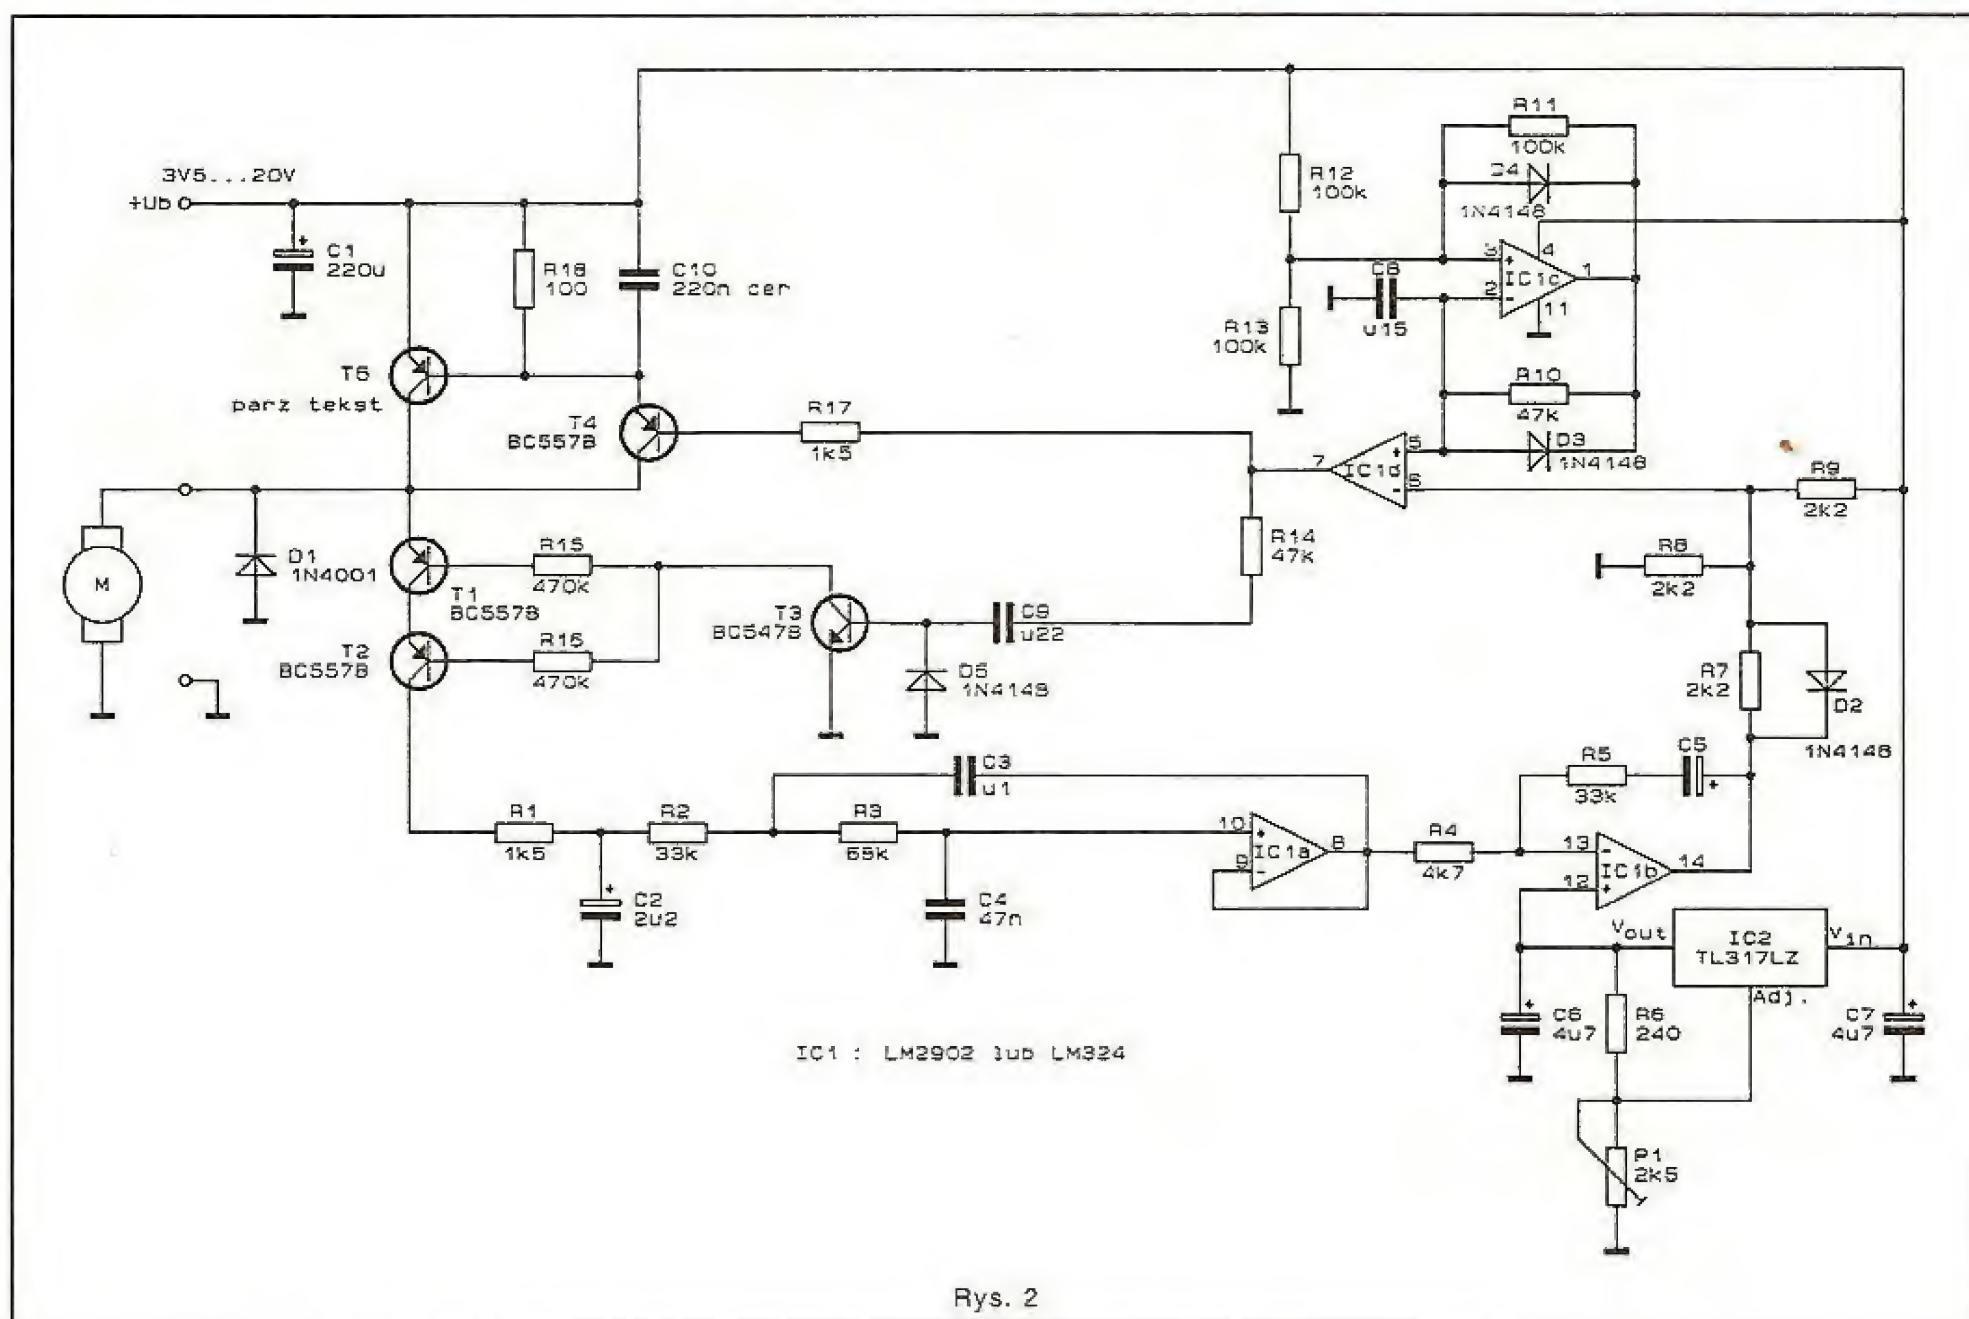 3V5...20V
+Ub
C1
220u
R18
100
C10
220n cer
T5
parz tekst
T4
BC557B
R17
1k5
R12
100k
R13
100k
R11
100k
D4
1N4148
3
+
4
IC1c
1
2
-
11
C8
u15
R10
47k
D3
1N4148
5
+
7
IC1d
6
-
R9
2k2
R8
2k2
R7
2k2
D2
1N4148
M
D1
1N4001
T1
BC557B
R15
470k
T2
BC557B
R16
470k
T3
BC547B
C9
u22
R14
47k
D5
1N4148
C3
u1
R1
1k5
R2
33k
R3
68k
C2
2u2
C4
47n
10
+
IC1a
8
9
-
R4
4k7
R5
33k
C5
+
13
-
IC1b
14
12
+
Vout
IC2
TL317LZ
Vin
Adj.
C6
4u7
R6
240
C7
4u7
P1
2k5
IC1 : LM2902 lub LM324
Rys. 2